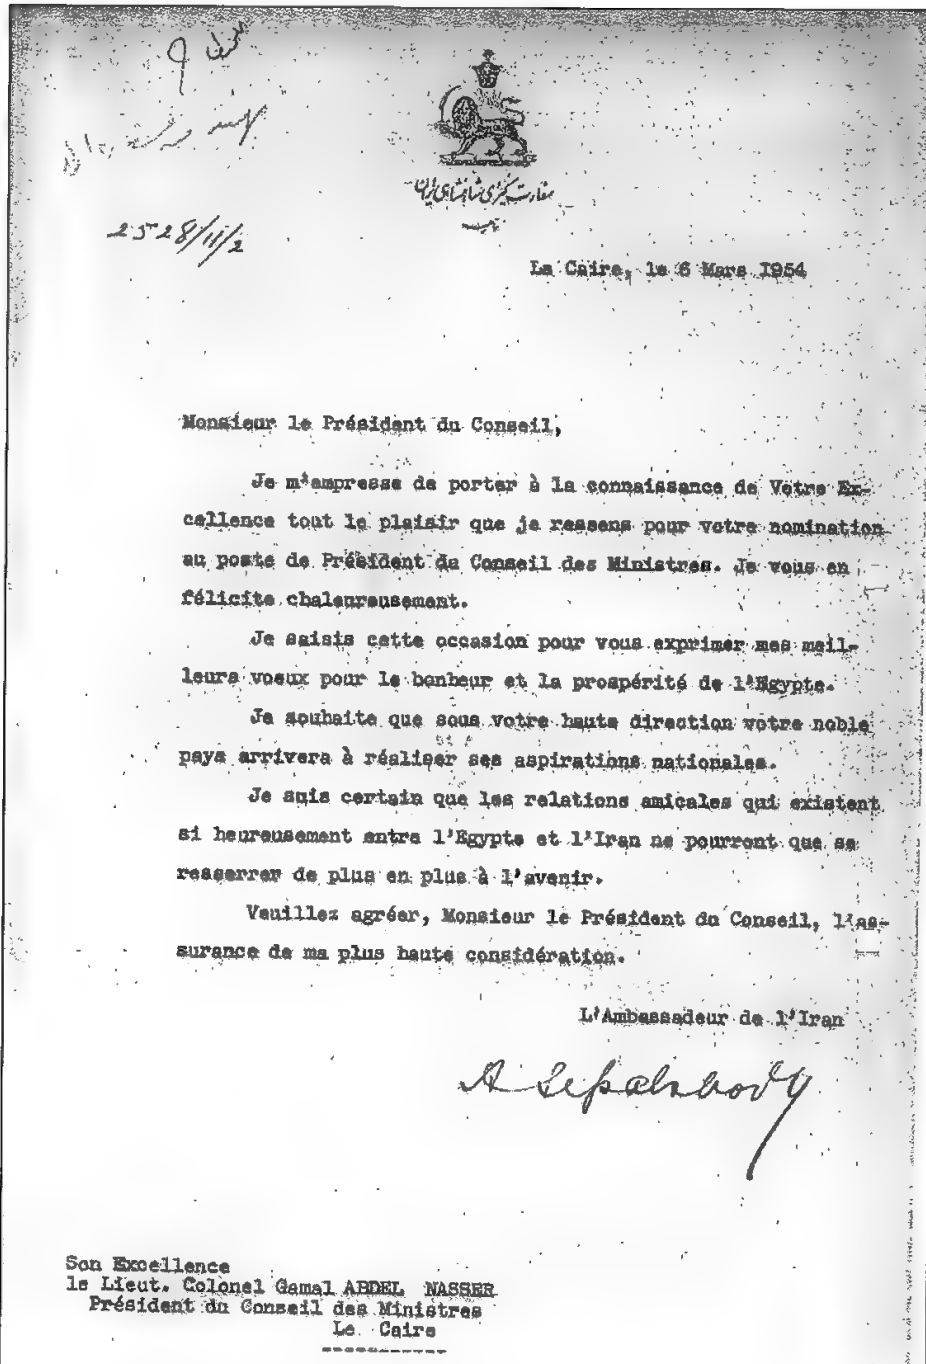 سفارت کبرای شاهنشاهی ایران
2528/11/2
Le Caire, le 6 Mars 1954
Monsieur le Président du Conseil,
Je m'empresse de porter à la connaissance de Votre Ex-
cellence tout le plaisir que je ressens pour votre nomination
au poste de Président du Conseil des Ministres. Je vous en
félicite chaleureusement.
Je saisis cette occasion pour vous exprimer mes meil-
leurs voeux pour le bonheur et la prospérité de l'Egypte.
Je souhaite que sous votre haute direction votre noble
pays arrivera à réaliser ses aspirations nationales.
Je suis certain que les relations amicales qui existent
si heureusement entre l'Egypte et l'Iran ne pourront que se
resserrer de plus en plus à l'avenir.
Veuillez agréer, Monsieur le Président du Conseil, l'as-
surance de ma plus haute considération.
L'Ambassadeur de l'Iran
A Sepahbody
Son Excellence
le Lieut. Colonel Gamal ABDEL NASSER
Président du Conseil des Ministres
Le Caire